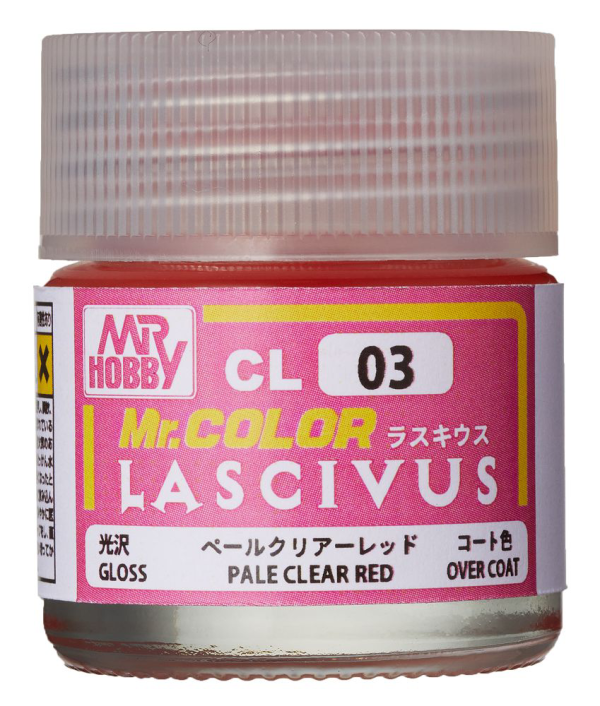 MR HOBBY
CL 03
Mr.COLOR ラスキウス
LASCIVUS
光沢 ペールクリアーレッド コート色
GLOSS PALE CLEAR RED OVER COAT